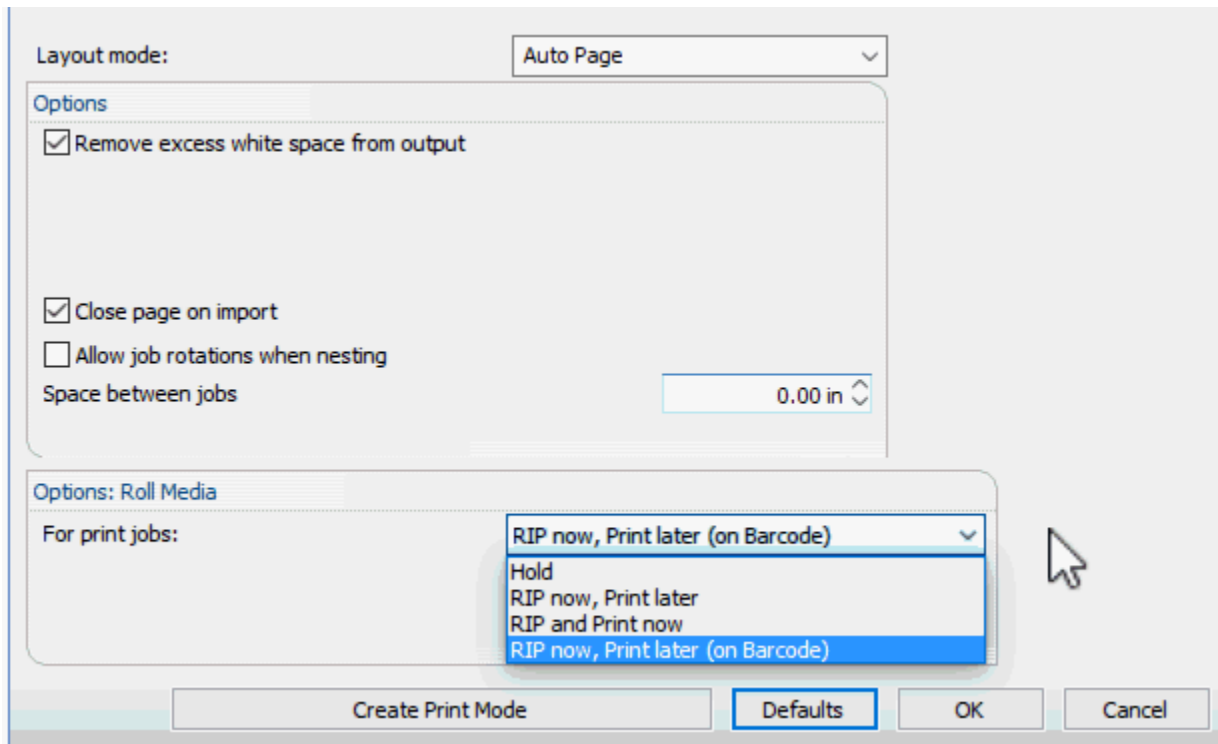 Layout mode: Auto Page
Options
Remove excess white space from output
Close page on import
Allow job rotations when nesting
Space between jobs 0.00 in
Options: Roll Media
For print jobs: RIP now, Print later (on Barcode)
Hold
RIP now, Print later
RIP and Print now
RIP now, Print later (on Barcode)
Create Print Mode Defaults OK Cancel